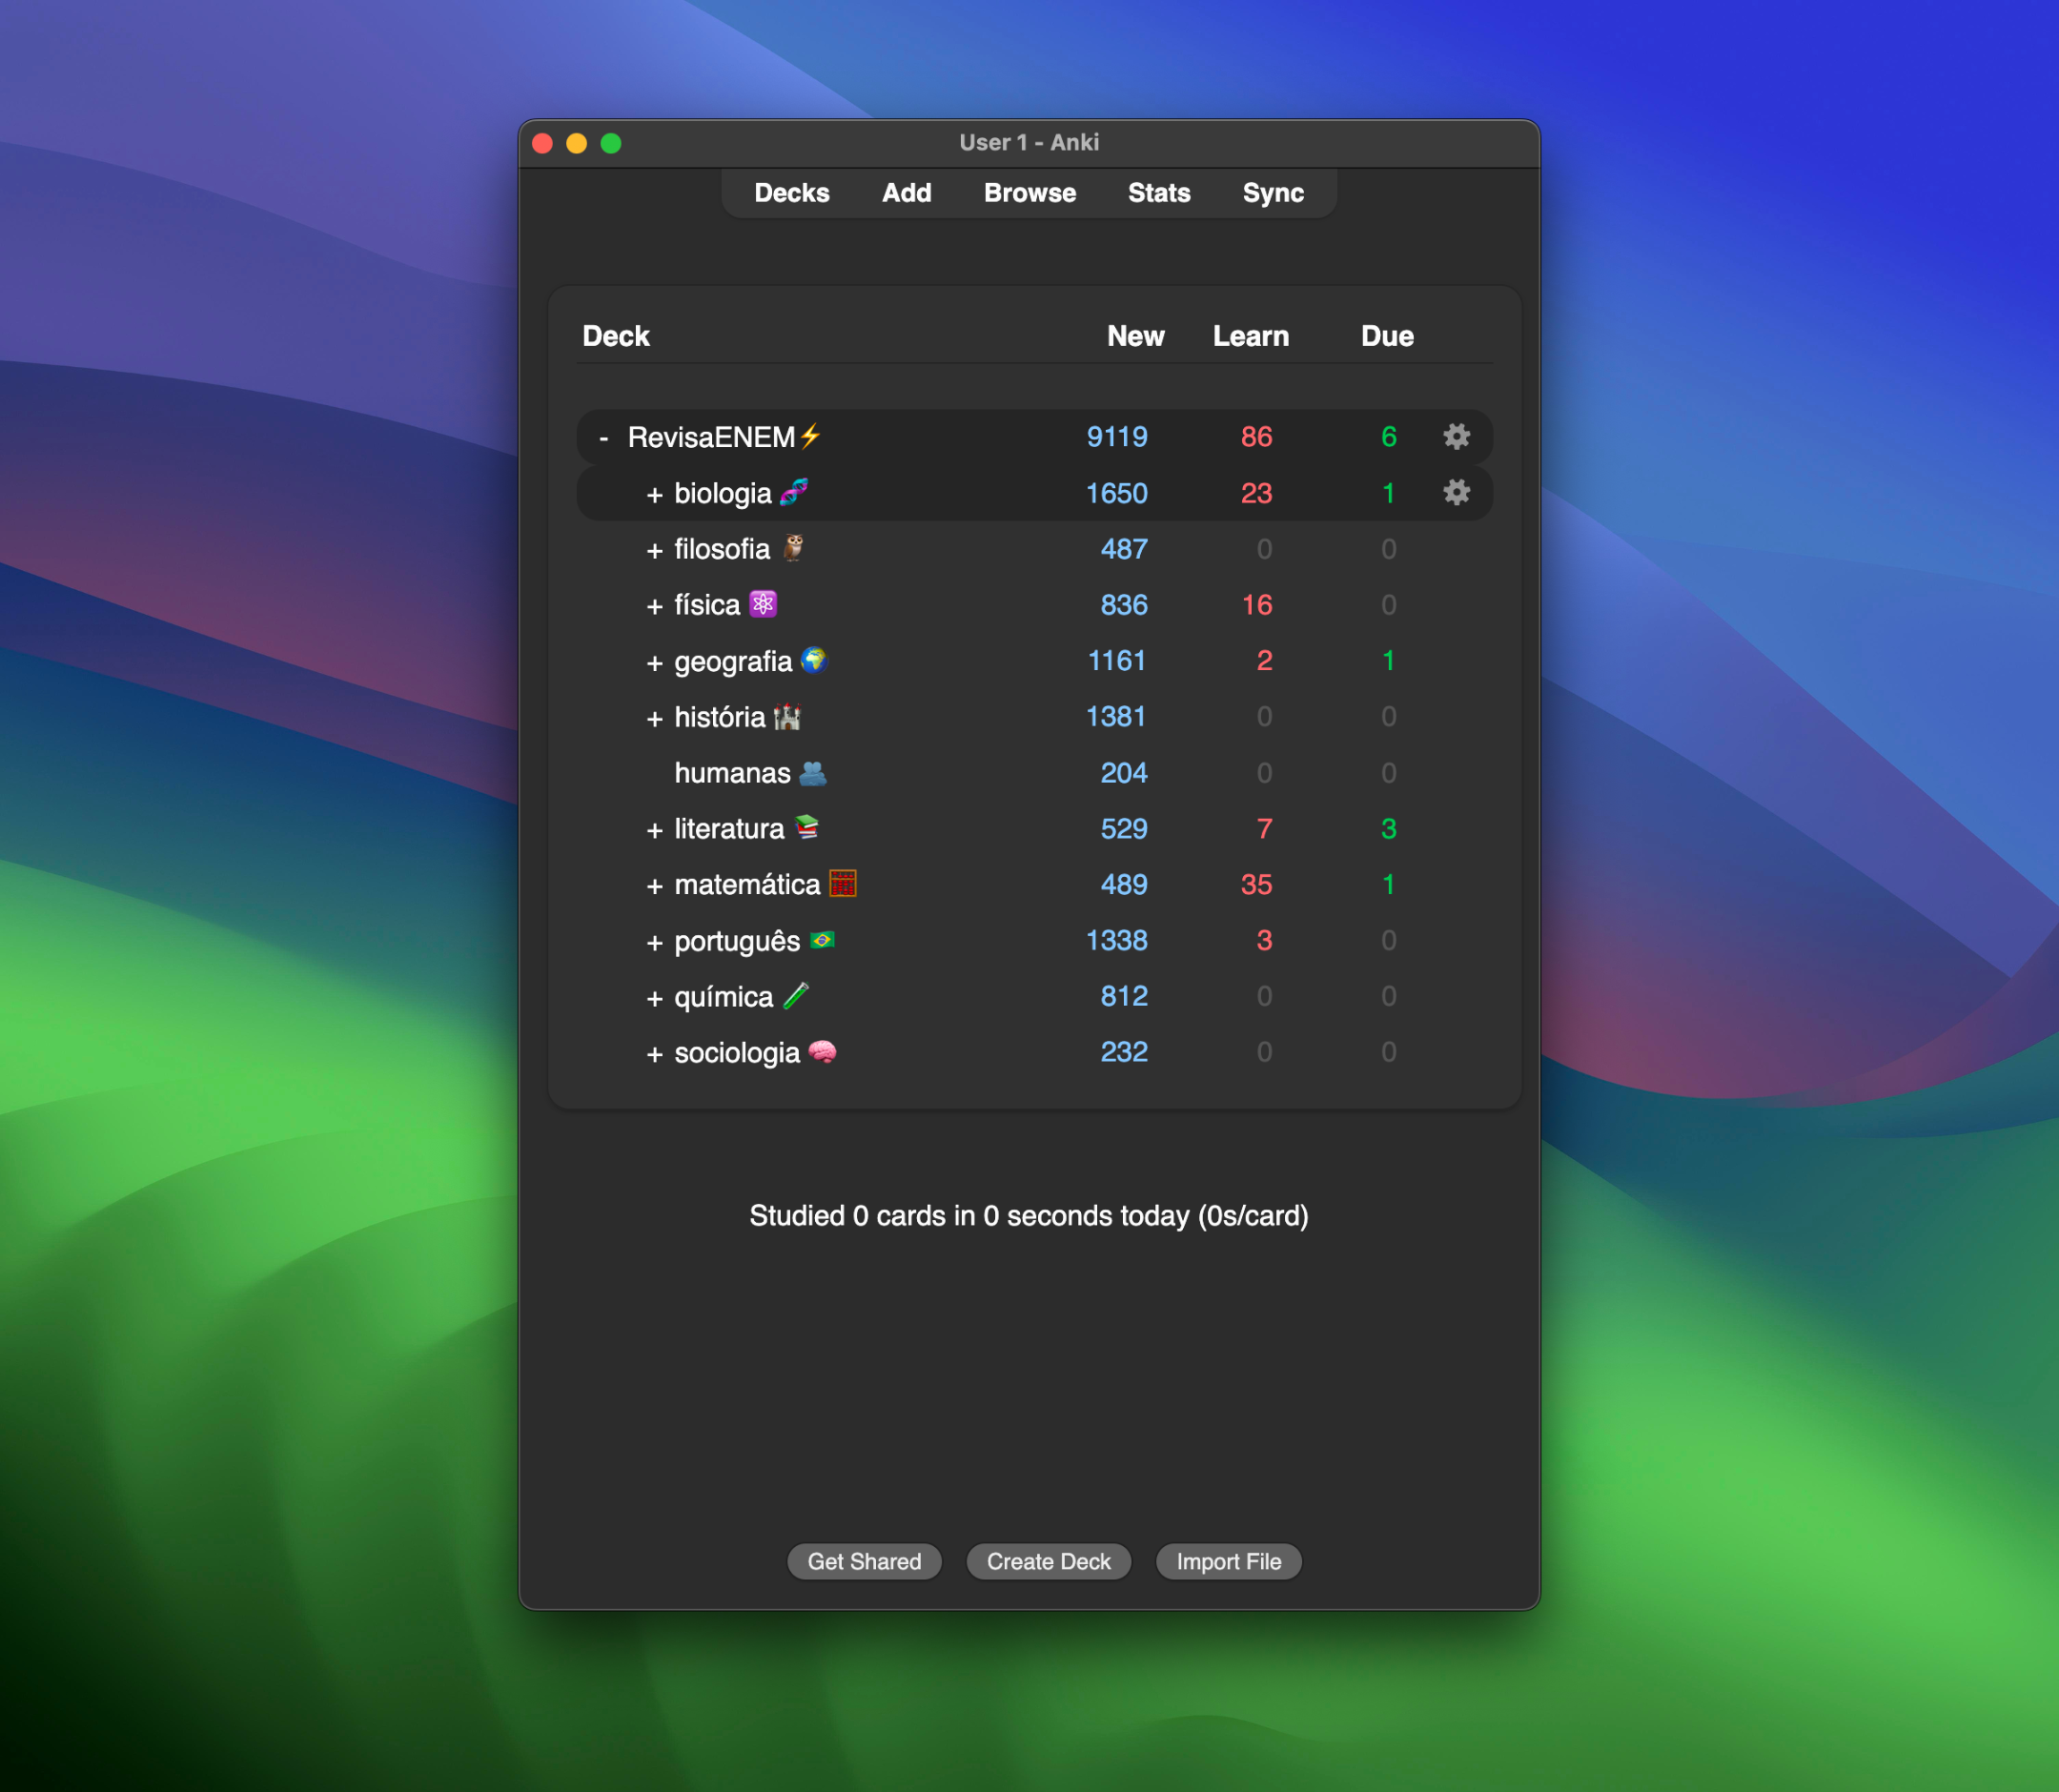 User 1 - Anki
Decks Add Browse Stats Sync
Deck New Learn Due
- RevisaENEM⚡ 9119 86 6
+ biologia 🧬 1650 23 1
+ filosofia 🦉 487 0 0
+ física ⚛️ 836 16 0
+ geografia 🌍 1161 2 1
+ história 🏰 1381 0 0
humanas 🫂 204 0 0
+ literatura 📚 529 7 3
+ matemática 🧮 489 35 1
+ português 🇧🇷 1338 3 0
+ química 🧪 812 0 0
+ sociologia 🧠 232 0 0
Studied 0 cards in 0 seconds today (0s/card)
Get Shared Create Deck Import File